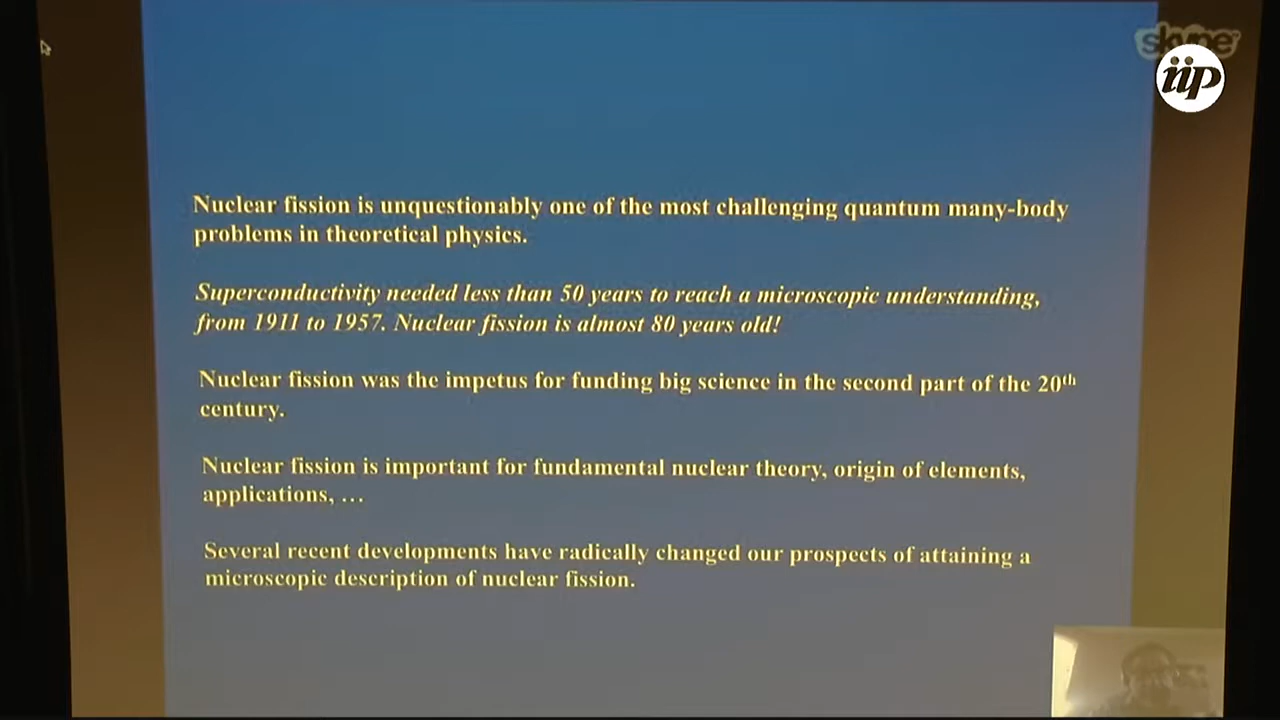 skype
iip
Nuclear fission is unquestionably one of the most challenging quantum many-body
problems in theoretical physics.
Superconductivity needed less than 50 years to reach a microscopic understanding,
from 1911 to 1957. Nuclear fission is almost 80 years old!
Nuclear fission was the impetus for funding big science in the second part of the 20th
century.
Nuclear fission is important for fundamental nuclear theory, origin of elements,
applications, …
Several recent developments have radically changed our prospects of attaining a
microscopic description of nuclear fission.